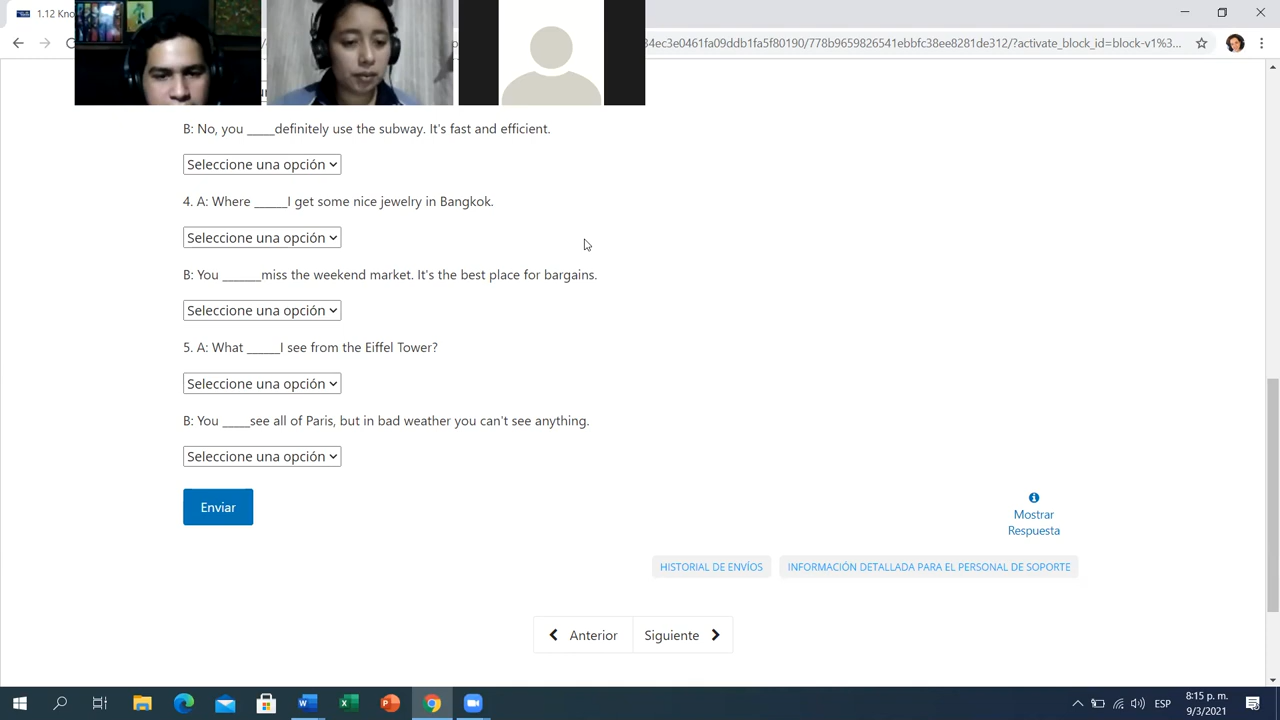 1.12 Kno
34ec3e0461fa09ddb1fa5f80190/778b9659826541ebbfc38ee8281de312/?activate_block_id=block-v1%3...
B: No, you ____definitely use the subway. It's fast and efficient.
Seleccione una opción
4. A: Where _____I get some nice jewelry in Bangkok.
Seleccione una opción
B: You ______miss the weekend market. It's the best place for bargains.
Seleccione una opción
5. A: What _____I see from the Eiffel Tower?
Seleccione una opción
B: You ____see all of Paris, but in bad weather you can't see anything.
Seleccione una opción
Enviar
Mostrar
Respuesta
HISTORIAL DE ENVÍOS INFORMACIÓN DETALLADA PARA EL PERSONAL DE SOPORTE
Anterior Siguiente
8:15 p. m.
ESP
9/3/2021